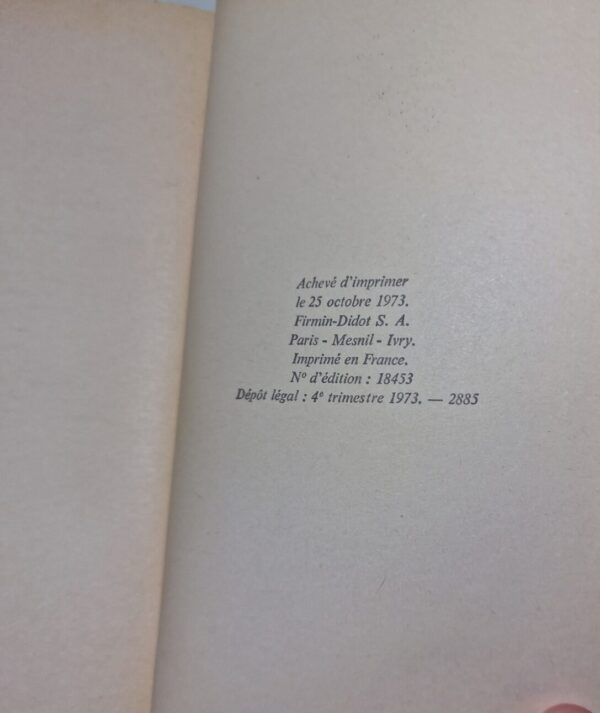 Achevé d'imprimer
le 25 octobre 1973.
Firmin-Didot S. A.
Paris - Mesnil - Ivry.
Imprimé en France.
N° d'édition : 18453
Dépôt légal : 4e trimestre 1973. — 2885